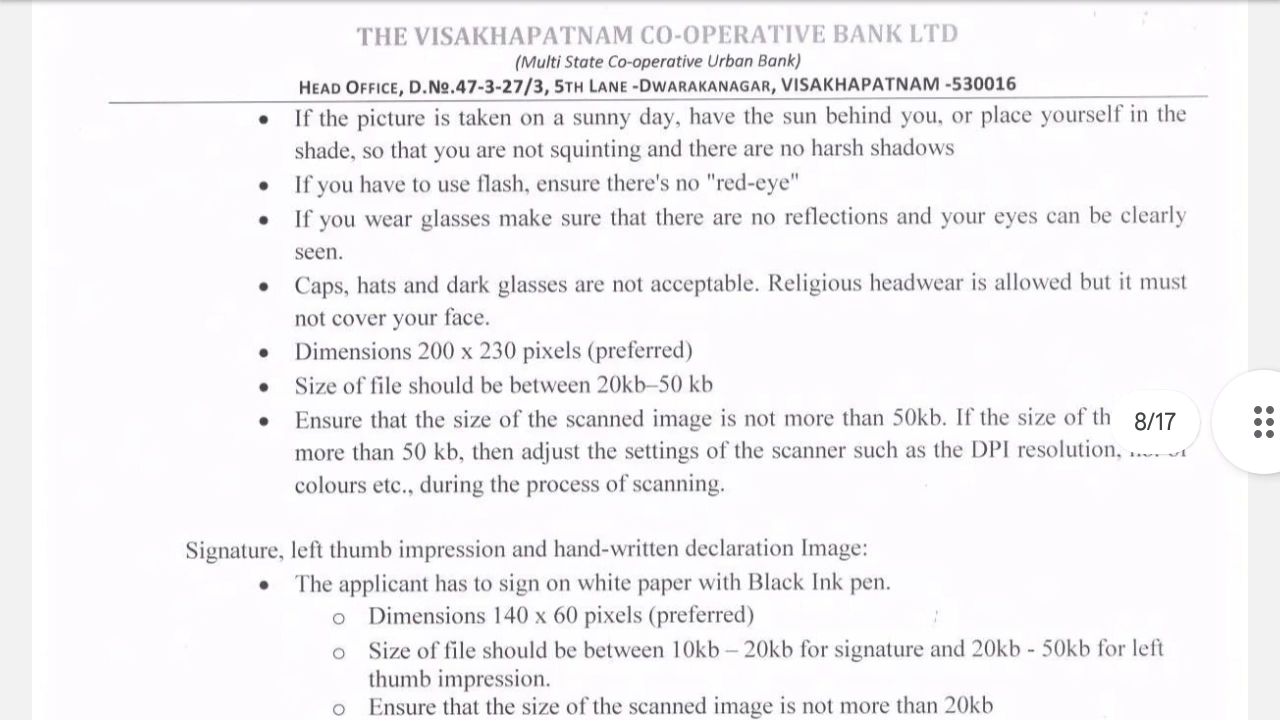 THE VISAKHAPATNAM CO-OPERATIVE BANK LTD
(Multi State Co-operative Urban Bank)
HEAD OFFICE, D.No.47-3-27/3, 5TH LANE -DWARAKANAGAR, VISAKHAPATNAM -530016
• If the picture is taken on a sunny day, have the sun behind you, or place yourself in the
shade, so that you are not squinting and there are no harsh shadows
• If you have to use flash, ensure there's no "red-eye"
• If you wear glasses make sure that there are no reflections and your eyes can be clearly
seen.
• Caps, hats and dark glasses are not acceptable. Religious headwear is allowed but it must
not cover your face.
• Dimensions 200 x 230 pixels (preferred)
• Size of file should be between 20kb–50 kb
• Ensure that the size of the scanned image is not more than 50kb. If the size of th
8/17
more than 50 kb, then adjust the settings of the scanner such as the DPI resolution,
colours etc., during the process of scanning.
Signature, left thumb impression and hand-written declaration Image:
• The applicant has to sign on white paper with Black Ink pen.
o Dimensions 140 x 60 pixels (preferred)
o Size of file should be between 10kb – 20kb for signature and 20kb - 50kb for left
thumb impression.
o Ensure that the size of the scanned image is not more than 20kb